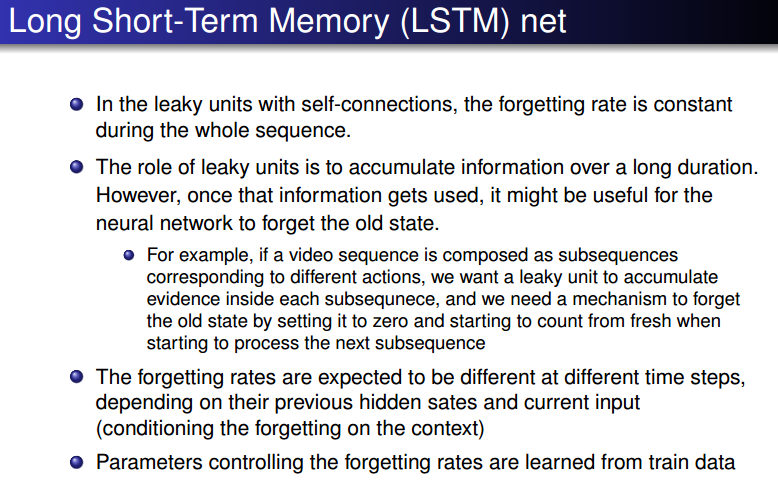 Long Short-Term Memory (LSTM) net
In the leaky units with self-connections, the forgetting rate is constant
during the whole sequence.
The role of leaky units is to accumulate information over a long duration.
However, once that information gets used, it might be useful for the
neural network to forget the old state.
For example, if a video sequence is composed as subsequences
corresponding to different actions, we want a leaky unit to accumulate
evidence inside each subsequnece, and we need a mechanism to forget
the old state by setting it to zero and starting to count from fresh when
starting to process the next subsequence
The forgetting rates are expected to be different at different time steps,
depending on their previous hidden sates and current input
(conditioning the forgetting on the context)
Parameters controlling the forgetting rates are learned from train data